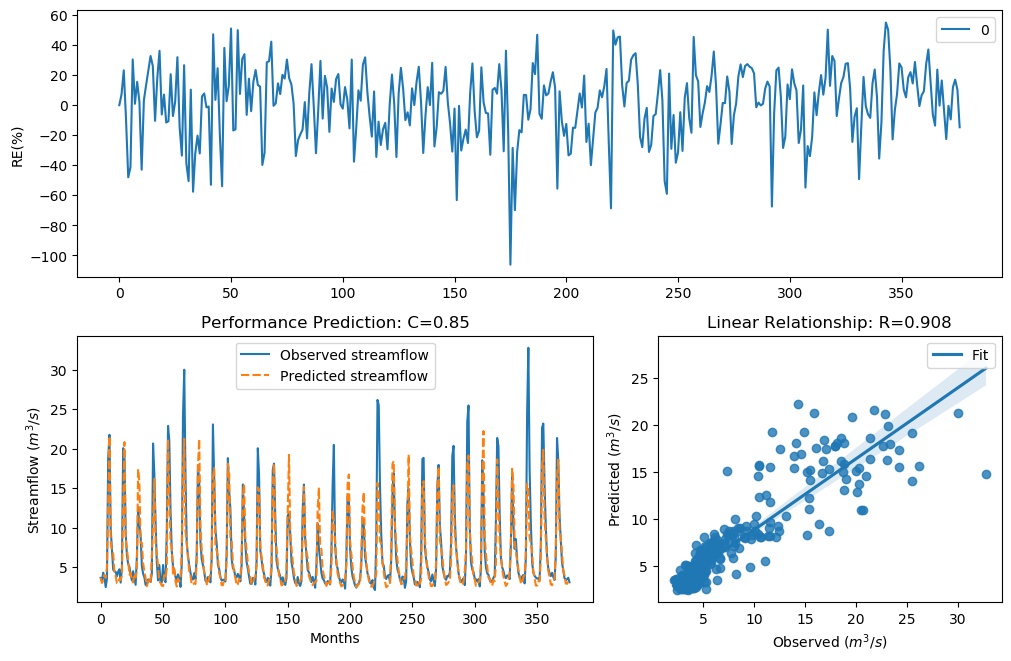 60
40
20
0
−20
−40
−60
−80
−100
RE(%)
0
0 50 100 150 200 250 300 350
Performance Prediction: C=0.85
Observed streamflow
Predicted streamflow
30
25
20
15
10
5
Streamflow (m³/s)
0 50 100 150 200 250 300 350
Months
Linear Relationship: R=0.908
Fit
25
20
15
10
5
Predicted (m³/s)
5 10 15 20 25 30
Observed (m³/s)